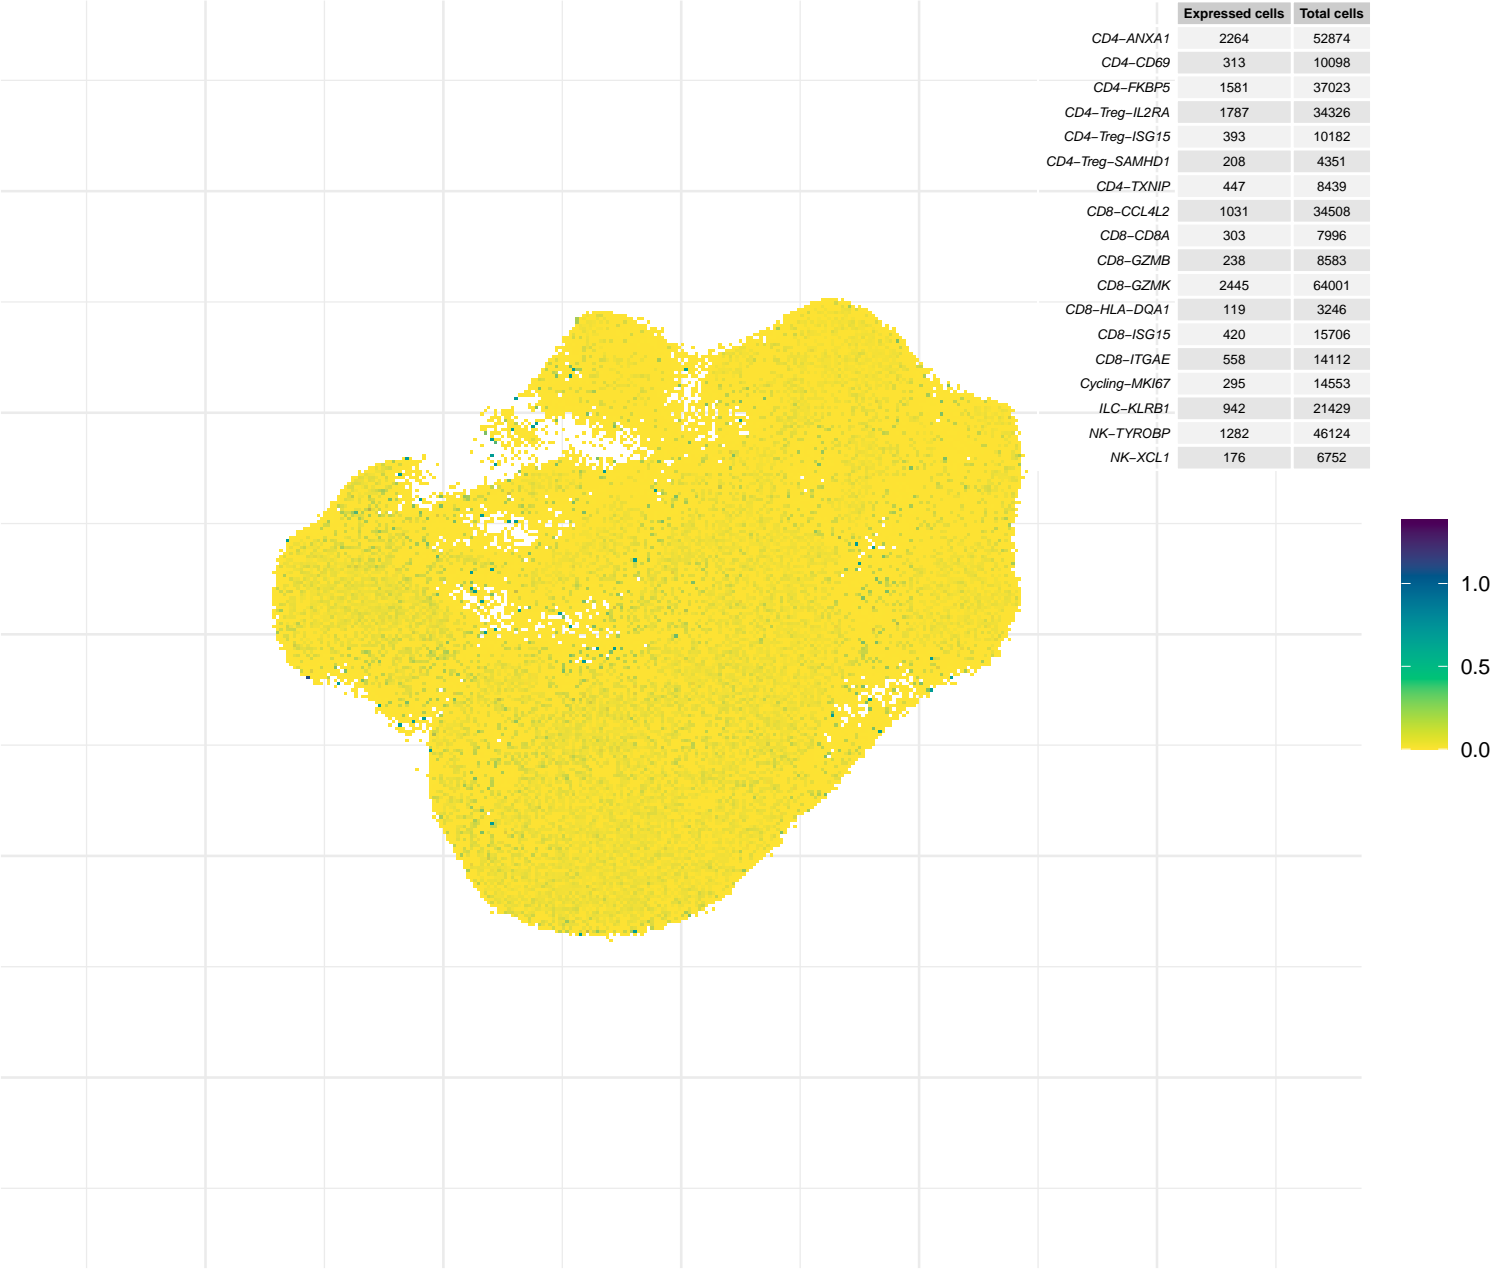 Expressed cells Total cells
CD4−ANXA1 2264 52874
CD4−CD69 313 10098
CD4−FKBP5 1581 37023
CD4−Treg−IL2RA 1787 34326
CD4−Treg−ISG15 393 10182
CD4−Treg−SAMHD1 208 4351
CD4−TXNIP 447 8439
CD8−CCL4L2 1031 34508
CD8−CD8A 303 7996
CD8−GZMB 238 8583
CD8−GZMK 2445 64001
CD8−HLA−DQA1 119 3246
CD8−ISG15 420 15706
CD8−ITGAE 558 14112
Cycling−MKI67 295 14553
ILC−KLRB1 942 21429
NK−TYROBP 1282 46124
NK−XCL1 176 6752
1.0
0.5
0.0